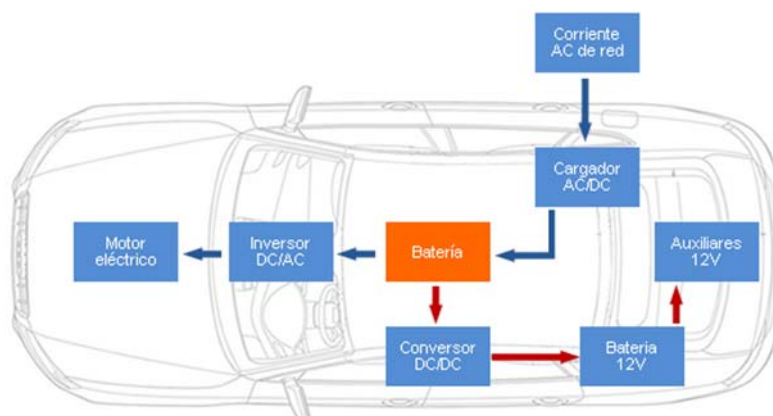 Corriente
AC de red
Cargador
AC/DC
Motor
eléctrico
Inversor
DC/AC
Batería
Auxiliares
12V
Conversor
DC/DC
Bateria
12V